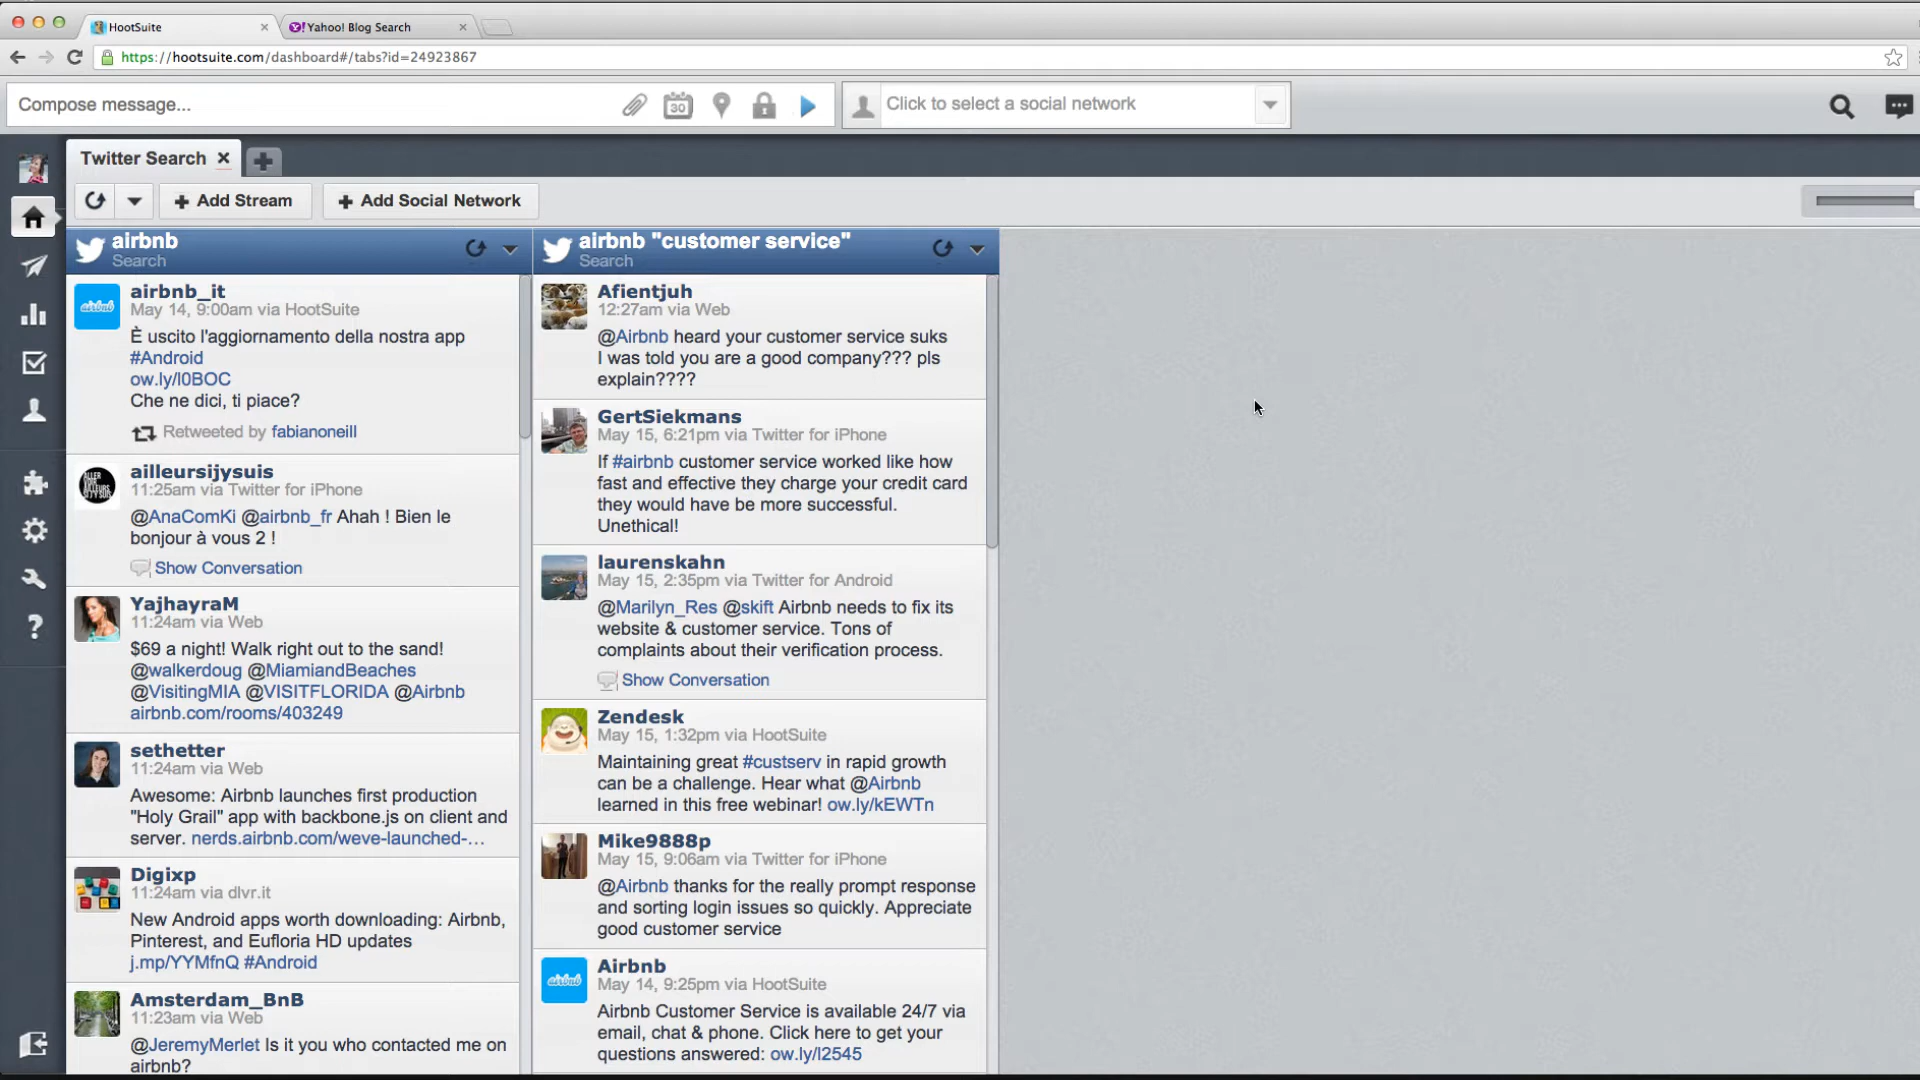 HootSuite
Yahoo! Blog Search
https://hootsuite.com/dashboard#/tabs?id=24923867
Compose message...
30
Click to select a social network
Twitter Search
Add Stream
Add Social Network
airbnb
Search
airbnb_it
May 14, 9:00am via HootSuite
È uscito l'aggiornamento della nostra app
#Android
ow.ly/l0BOC
Che ne dici, ti piace?
Retweeted by fabianoneill
ailleursijysuis
11:25am via Twitter for iPhone
@AnaComKi @airbnb_fr Ahah ! Bien le
bonjour à vous 2 !
Show Conversation
YajhayraM
11:24am via Web
$69 a night! Walk right out to the sand!
@walkerdoug @MiamiandBeaches
@VisitingMIA @VISITFLORIDA @Airbnb
airbnb.com/rooms/403249
sethetter
11:24am via Web
Awesome: Airbnb launches first production
"Holy Grail" app with backbone.js on client and
server. nerds.airbnb.com/weve-launched-...
Digixp
11:24am via dlvr.it
New Android apps worth downloading: Airbnb,
Pinterest, and Eufloria HD updates
j.mp/YYMfnQ #Android
Amsterdam_BnB
11:23am via Web
@JeremyMerlet Is it you who contacted me on
airbnb?
airbnb "customer service"
Search
Afientjuh
12:27am via Web
@Airbnb heard your customer service suks
I was told you are a good company??? pls
explain????
GertSiekmans
May 15, 6:21pm via Twitter for iPhone
If #airbnb customer service worked like how
fast and effective they charge your credit card
they would have be more successful.
Unethical!
laurenskahn
May 15, 2:35pm via Twitter for Android
@Marilyn_Res @skift Airbnb needs to fix its
website & customer service. Tons of
complaints about their verification process.
Show Conversation
Zendesk
May 15, 1:32pm via HootSuite
Maintaining great #custserv in rapid growth
can be a challenge. Hear what @Airbnb
learned in this free webinar! ow.ly/kEWTn
Mike9888p
May 15, 9:06am via Twitter for iPhone
@Airbnb thanks for the really prompt response
and sorting login issues so quickly. Appreciate
good customer service
Airbnb
May 14, 9:25pm via HootSuite
Airbnb Customer Service is available 24/7 via
email, chat & phone. Click here to get your
questions answered: ow.ly/l2545